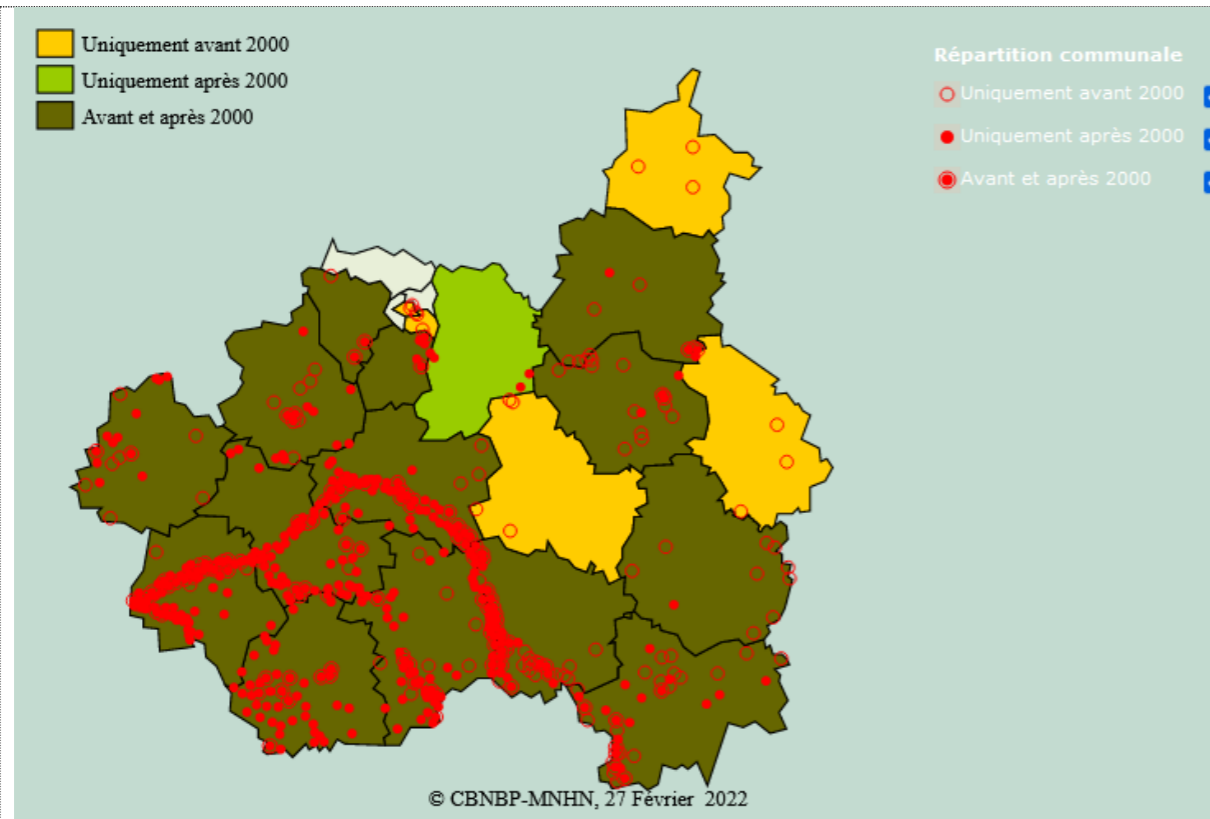 Uniquement avant 2000
Uniquement après 2000
Avant et après 2000
Répartition communale
Uniquement avant 2000
Uniquement après 2000
Avant et après 2000
© CBNBP-MNHN, 27 Février 2022